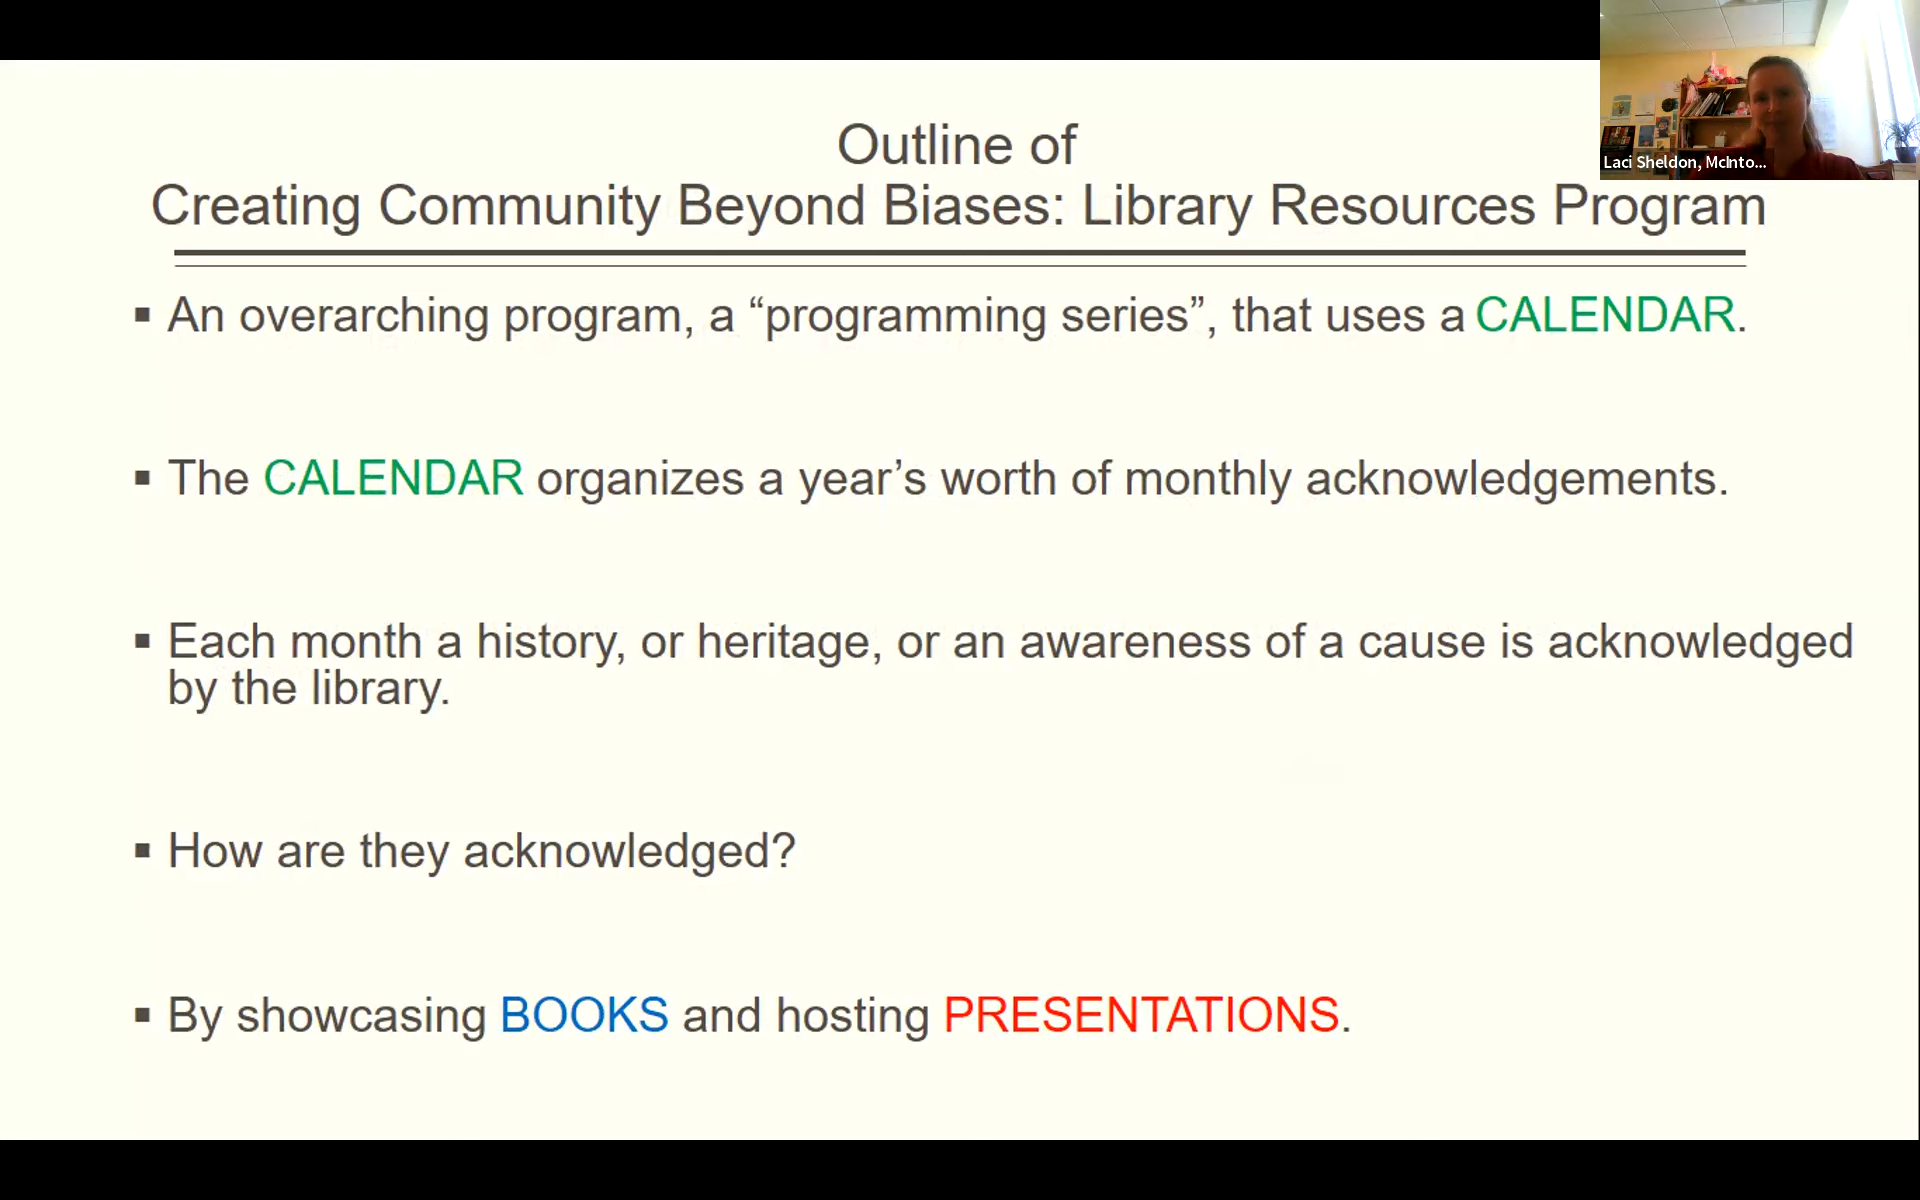 Outline of
Creating Community Beyond Biases: Library Resources Program
Laci Sheldon, McInto...
▪ An overarching program, a “programming series”, that uses a CALENDAR.
▪ The CALENDAR organizes a year’s worth of monthly acknowledgements.
▪ Each month a history, or heritage, or an awareness of a cause is acknowledged
by the library.
▪ How are they acknowledged?
▪ By showcasing BOOKS and hosting PRESENTATIONS.